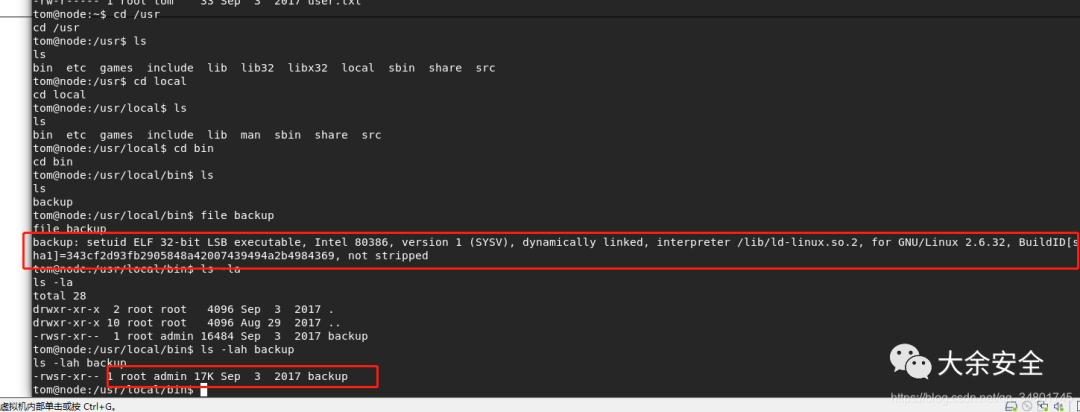 -rw-r----- 1 root tom    33 Sep  3  2017 user.txt
tom@node:~$ cd /usr
cd /usr
tom@node:/usr$ ls
ls
bin  etc  games  include  lib  lib32  libx32  local  sbin  share  src
tom@node:/usr$ cd local
cd local
tom@node:/usr/local$ ls
ls
bin  etc  games  include  lib  man  sbin  share  src
tom@node:/usr/local$ cd bin
cd bin
tom@node:/usr/local/bin$ ls
ls
backup
tom@node:/usr/local/bin$ file backup
file backup
backup: setuid ELF 32-bit LSB executable, Intel 80386, version 1 (SYSV), dynamically linked, interpreter /lib/ld-linux.so.2, for GNU/Linux 2.6.32, BuildID[s
ha1]=343cf2d93fb2905848a42007439494a2b4984369, not stripped
tom@node:/usr/local/bin$ ls -la
ls -la
total 28
drwxr-xr-x  2 root root   4096 Sep  3  2017 .
drwxr-xr-x 10 root root   4096 Aug 29  2017 ..
-rwsr-xr--  1 root admin 16484 Sep  3  2017 backup
tom@node:/usr/local/bin$ ls -lah backup
ls -lah backup
-rwsr-xr-- 1 root admin 17K Sep  3  2017 backup
tom@node:/usr/local/bin$
大余安全
https://blog.csdn.net/qq_34801745
虚拟机内部单击或按 Ctrl+G。